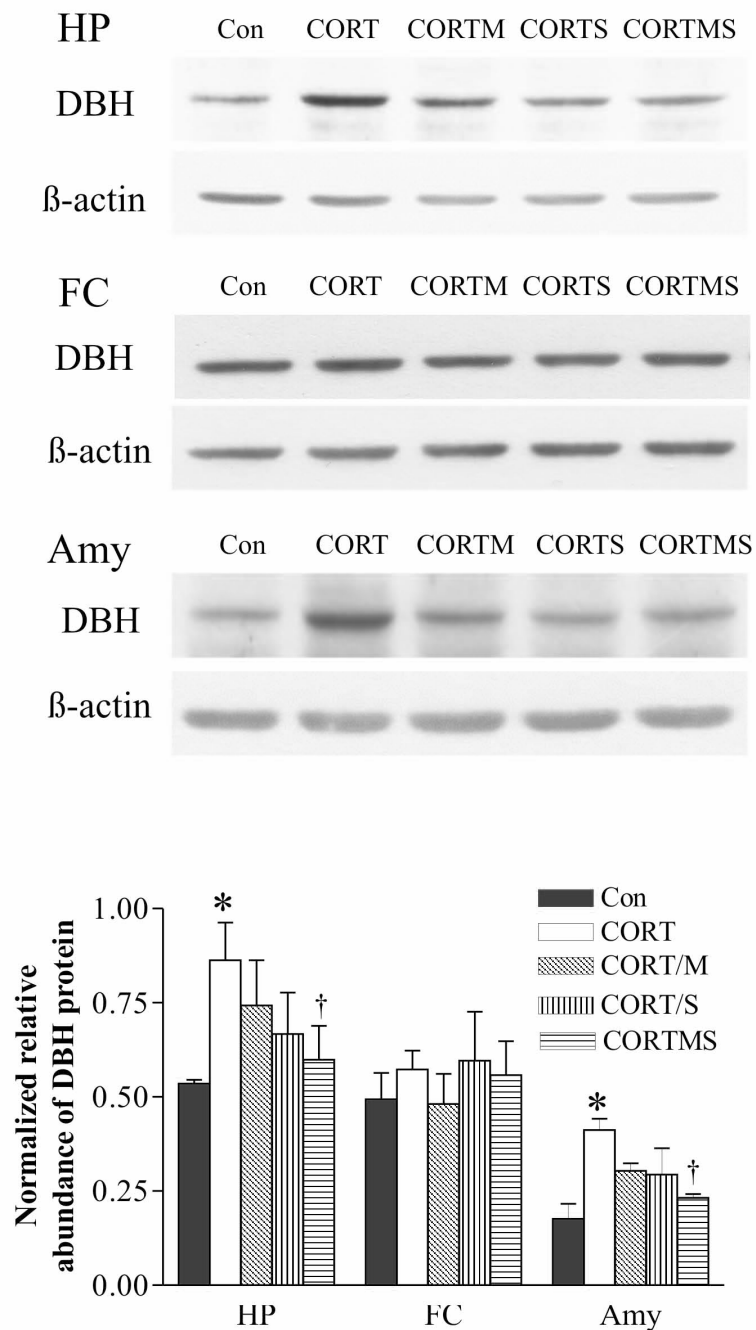 HP Con CORT CORTM CORTS CORTMS
DBH
ß-actin
FC Con CORT CORTM CORTS CORTMS
DBH
ß-actin
Amy Con CORT CORTM CORTS CORTMS
DBH
ß-actin
Normalized relative
abundance of DBH protein
1.00
0.75
0.50
0.25
0.00
*
†
*
†
Con
CORT
CORT/M
CORT/S
CORTMS
HP FC Amy